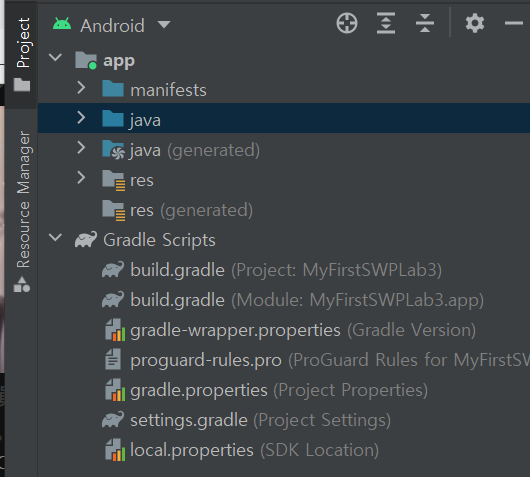 Project
Resource Manager
Android
app
manifests
java
java (generated)
res
res (generated)
Gradle Scripts
build.gradle (Project: MyFirstSWPLab3)
build.gradle (Module: MyFirstSWPLab3.app)
gradle-wrapper.properties (Gradle Version)
proguard-rules.pro (ProGuard Rules for MyFirstSW
gradle.properties (Project Properties)
settings.gradle (Project Settings)
local.properties (SDK Location)